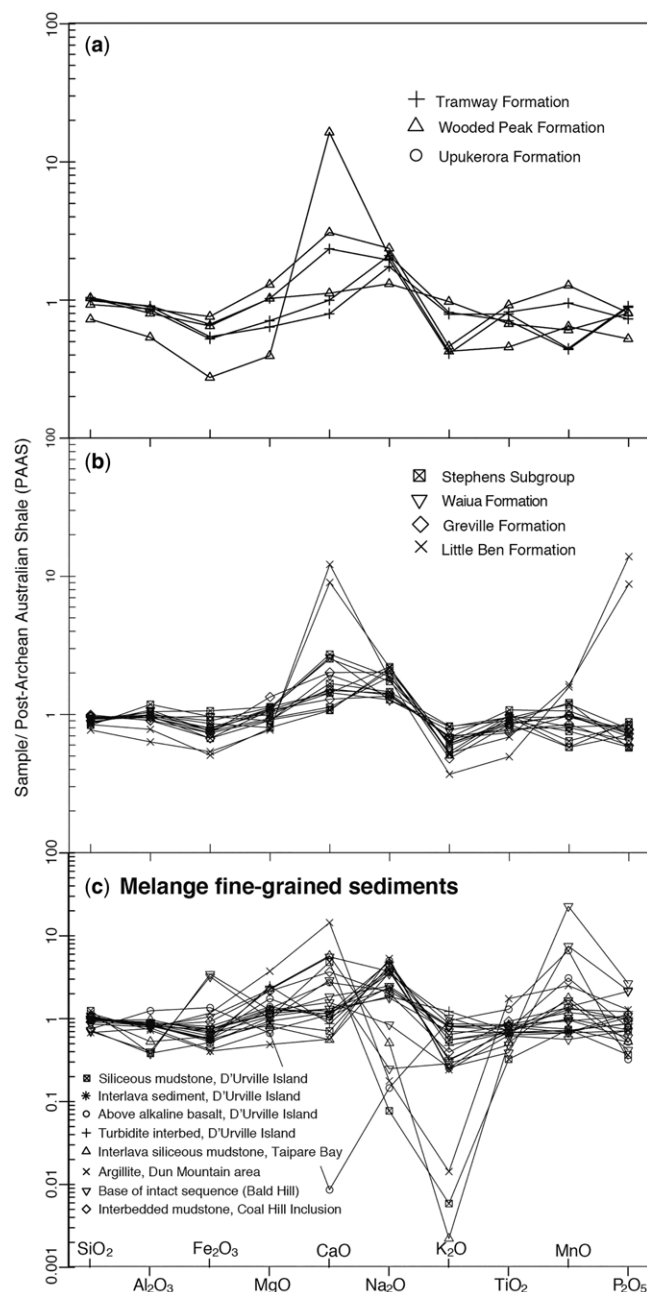 100
(a)
Tramway Formation
Wooded Peak Formation
Upukerora Formation
10
1
100
(b)
Stephens Subgroup
Waiua Formation
Greville Formation
Little Ben Formation
10
1
Sample/ Post-Archean Australian Shale (PAAS)
100
(c) Melange fine-grained sediments
10
1
0.1
0.01
0.001
Siliceous mudstone, D'Urville Island
Interlava sediment, D'Urville Island
Above alkaline basalt, D'Urville Island
Turbidite interbed, D'Urville Island
Interlava siliceous mudstone, Taipare Bay
Argillite, Dun Mountain area
Base of intact sequence (Bald Hill)
Interbedded mudstone, Coal Hill Inclusion
SiO₂ Fe₂O₃ CaO K₂O MnO
Al₂O₃ MgO Na₂O TiO₂ P₂O₅